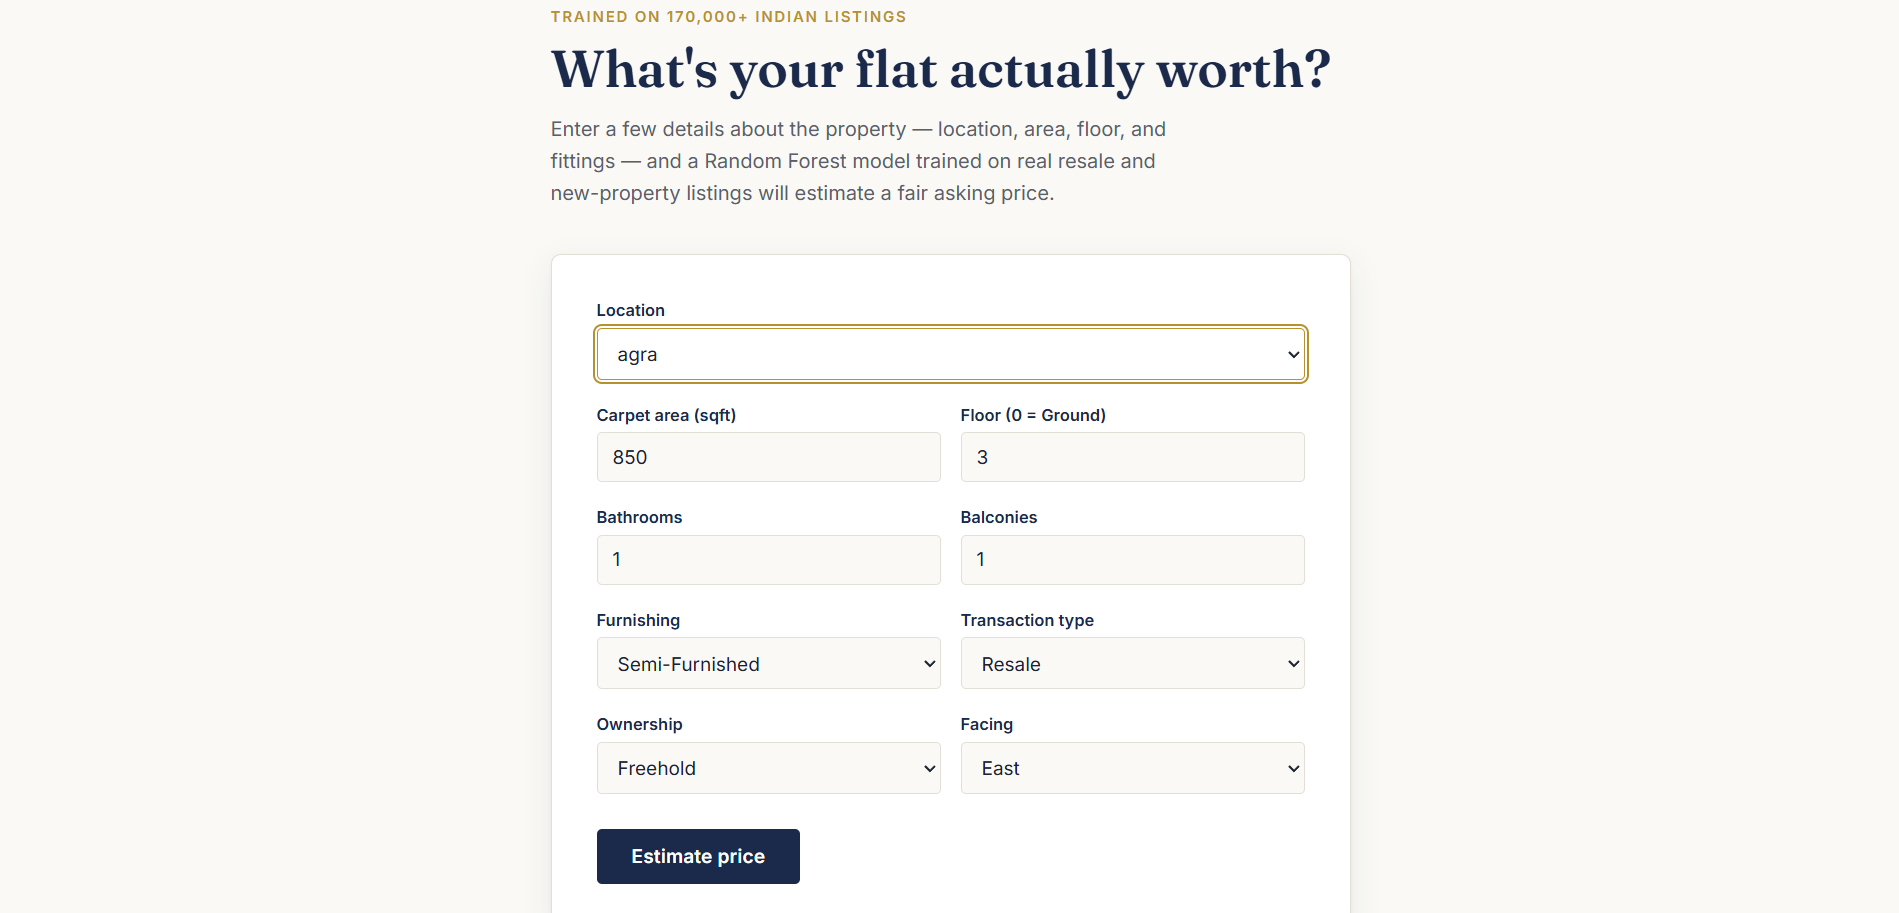 TRAINED ON 170,000+ INDIAN LISTINGS
What's your flat actually worth?
Enter a few details about the property — location, area, floor, and
fittings — and a Random Forest model trained on real resale and
new-property listings will estimate a fair asking price.
Location
agra
Carpet area (sqft)
Floor (0 = Ground)
850
3
Bathrooms
Balconies
1
1
Furnishing
Transaction type
Semi-Furnished
Resale
Ownership
Facing
Freehold
East
Estimate price